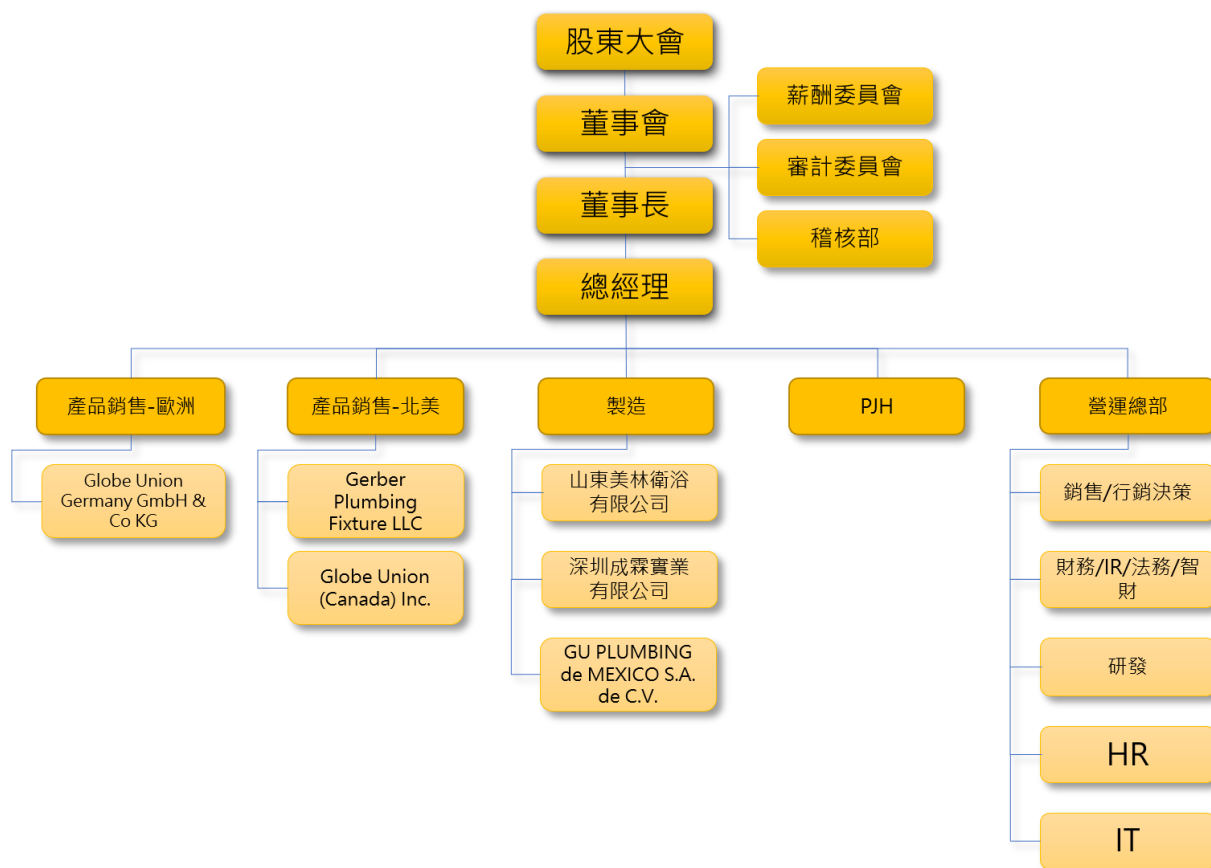 股東大會
董事會
薪酬委員會
審計委員會
董事長
稽核部
總經理
產品銷售-歐洲
Globe Union
Germany GmbH &
Co KG
產品銷售-北美
Gerber
Plumbing
Fixture LLC
Globe Union
(Canada) Inc.
製造
山東美林衛浴
有限公司
深圳成霖實業
有限公司
GU PLUMBING
de MEXICO S.A.
de C.V.
PJH
營運總部
銷售/行銷決策
財務/IR/法務/智
財
研發
HR
IT